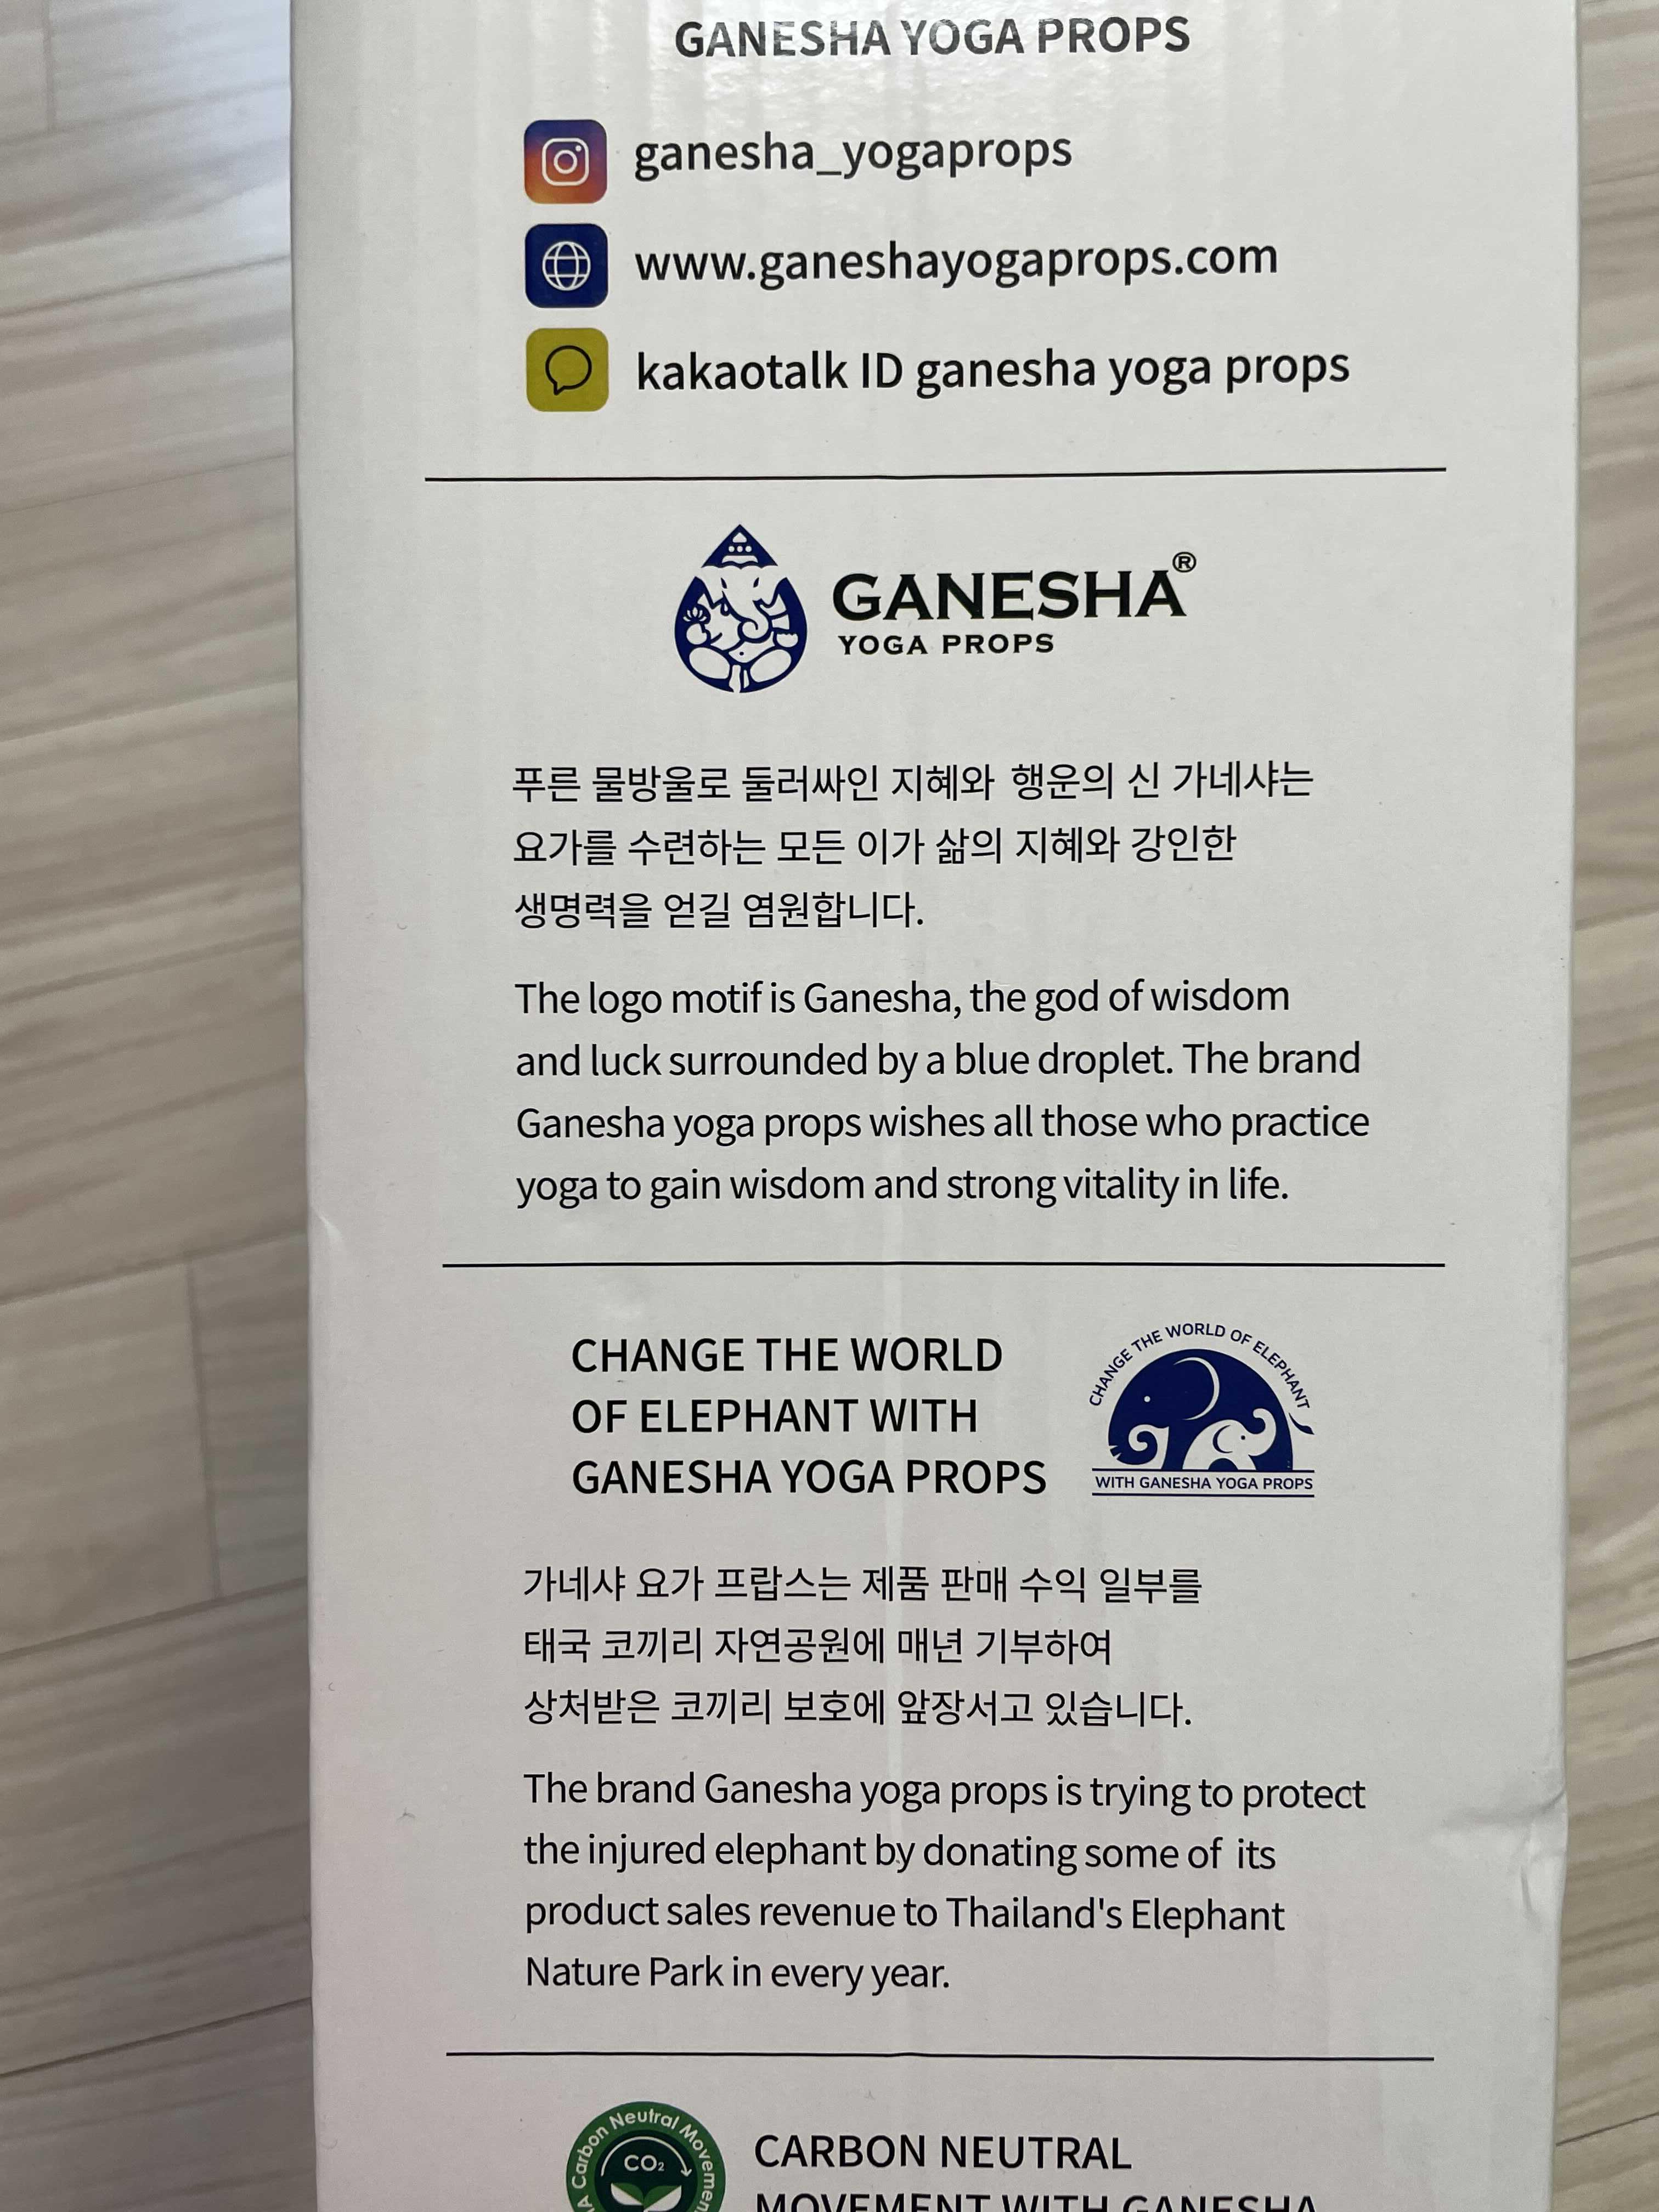 GANESHA YOGA PROPS
ganesha_yogaprops
www.ganeshayogaprops.com
kakaotalk ID ganesha yoga props
GANESHA®
YOGA PROPS
푸른 물방울로 둘러싸인 지혜와 행운의 신 가네샤는
요가를 수련하는 모든 이가 삶의 지혜와 강인한
생명력을 얻길 염원합니다.
The logo motif is Ganesha, the god of wisdom
and luck surrounded by a blue droplet. The brand
Ganesha yoga props wishes all those who practice
yoga to gain wisdom and strong vitality in life.
CHANGE THE WORLD
OF ELEPHANT WITH
GANESHA YOGA PROPS
CHANGE THE WORLD OF ELEPHANT
WITH GANESHA YOGA PROPS
가네샤 요가 프랍스는 제품 판매 수익 일부를
태국 코끼리 자연공원에 매년 기부하여
상처받은 코끼리 보호에 앞장서고 있습니다.
The brand Ganesha yoga props is trying to protect
the injured elephant by donating some of its
product sales revenue to Thailand's Elephant
Nature Park in every year.
Carbon Neutral Movement
CO₂
CARBON NEUTRAL
MOVEMENT WITH GANESHA